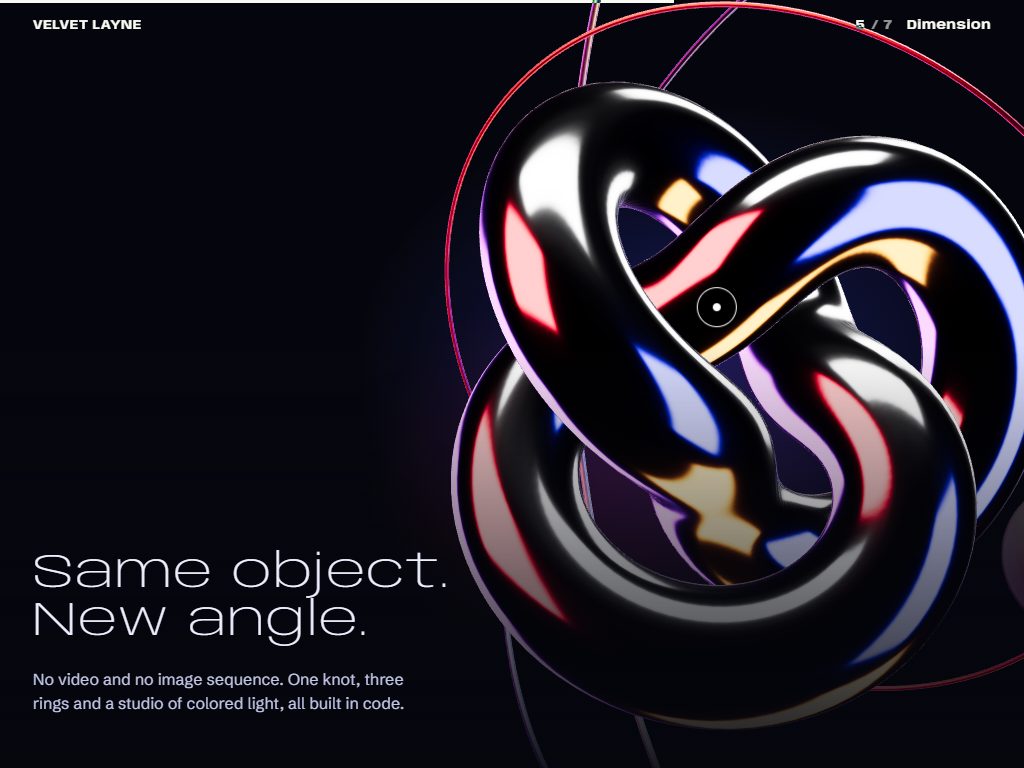 VELVET LAYNE
5 / 7 Dimension
Same object.
New angle.
No video and no image sequence. One knot, three
rings and a studio of colored light, all built in code.